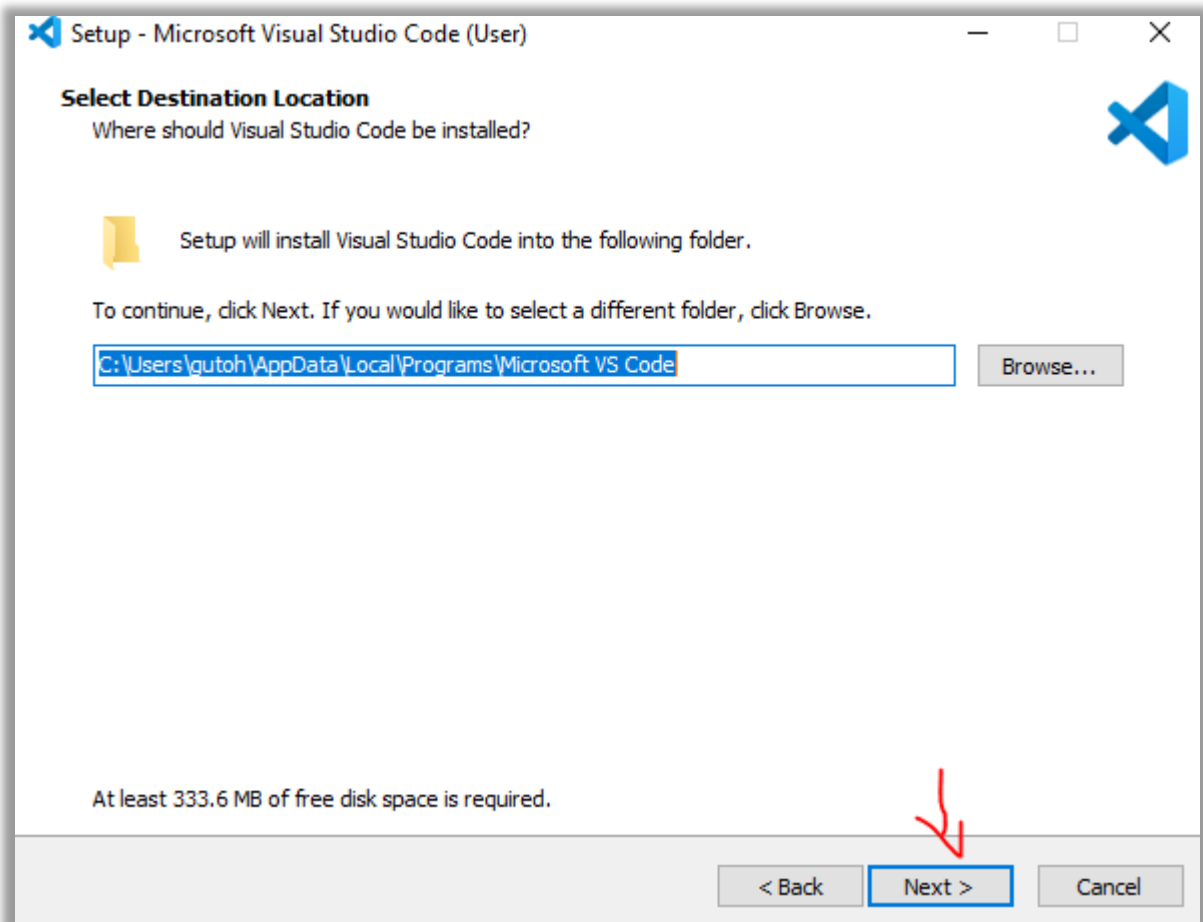 Setup - Microsoft Visual Studio Code (User)
Select Destination Location
Where should Visual Studio Code be installed?
Setup will install Visual Studio Code into the following folder.
To continue, click Next. If you would like to select a different folder, click Browse.
C:\Users\gutoh\AppData\Local\Programs\Microsoft VS Code
Browse...
At least 333.6 MB of free disk space is required.
< Back
Next >
Cancel